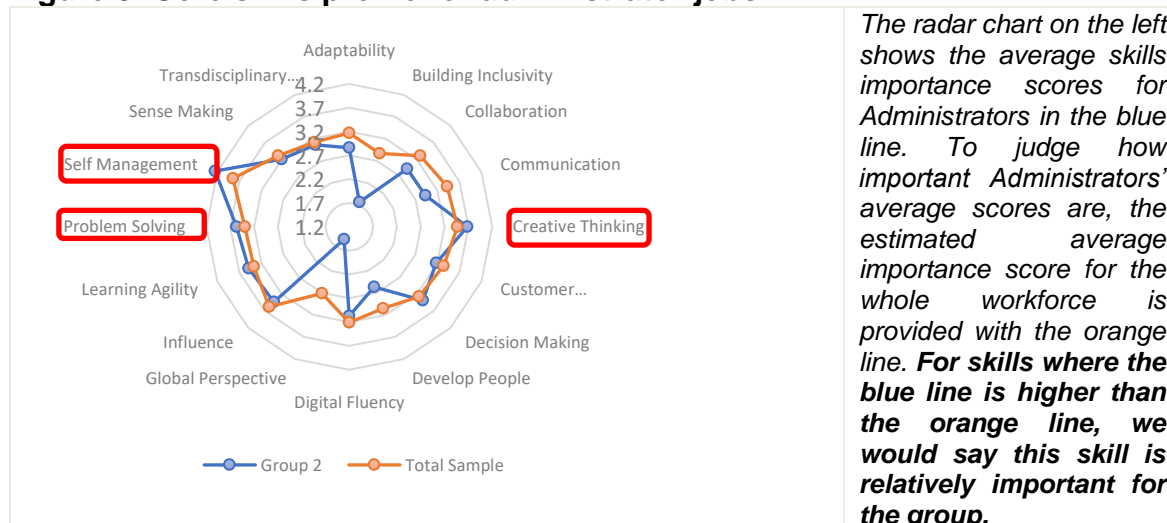 Adaptability
Building Inclusivity
Collaboration
Communication
Creative Thinking
Customer...
Decision Making
Develop People
Digital Fluency
Global Perspective
Influence
Learning Agility
Problem Solving
Self Management
Sense Making
Transdisciplinary...
4.2
3.7
3.2
2.7
2.2
1.7
1.2
Group 2
Total Sample
The radar chart on the left
shows the average skills
importance scores for
Administrators in the blue
line. To judge how
important Administrators'
average scores are, the
estimated average
importance score for the
whole workforce is
provided with the orange
line. For skills where the
blue line is higher than
the orange line, we
would say this skill is
relatively important for
the group.